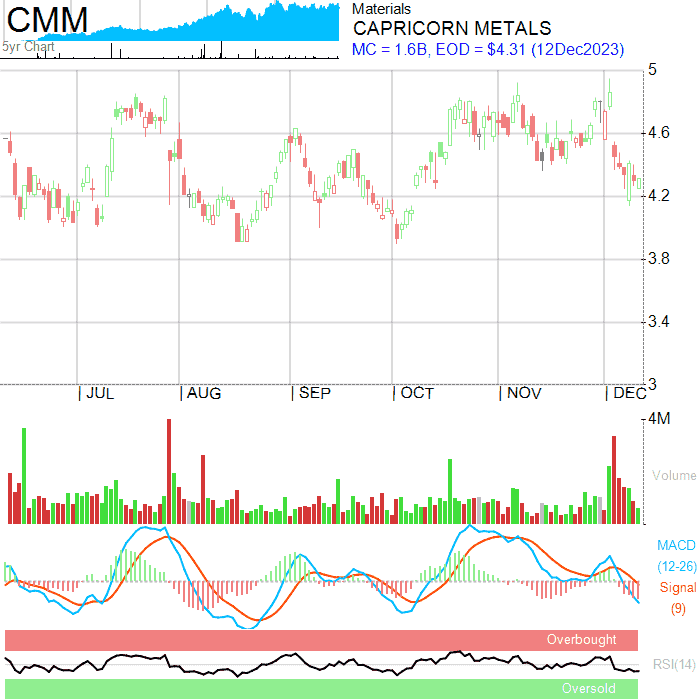 CMM
5yr Chart
Materials
CAPRICORN METALS
MC = 1.6B, EOD = $4.31 (12Dec2023)
5
4.6
4.2
3.8
3.4
3
JUL
AUG
SEP
OCT
NOV
DEC
4M
Volume
MACD
(12-26)
Signal
(9)
Overbought
RSI(14)
Oversold